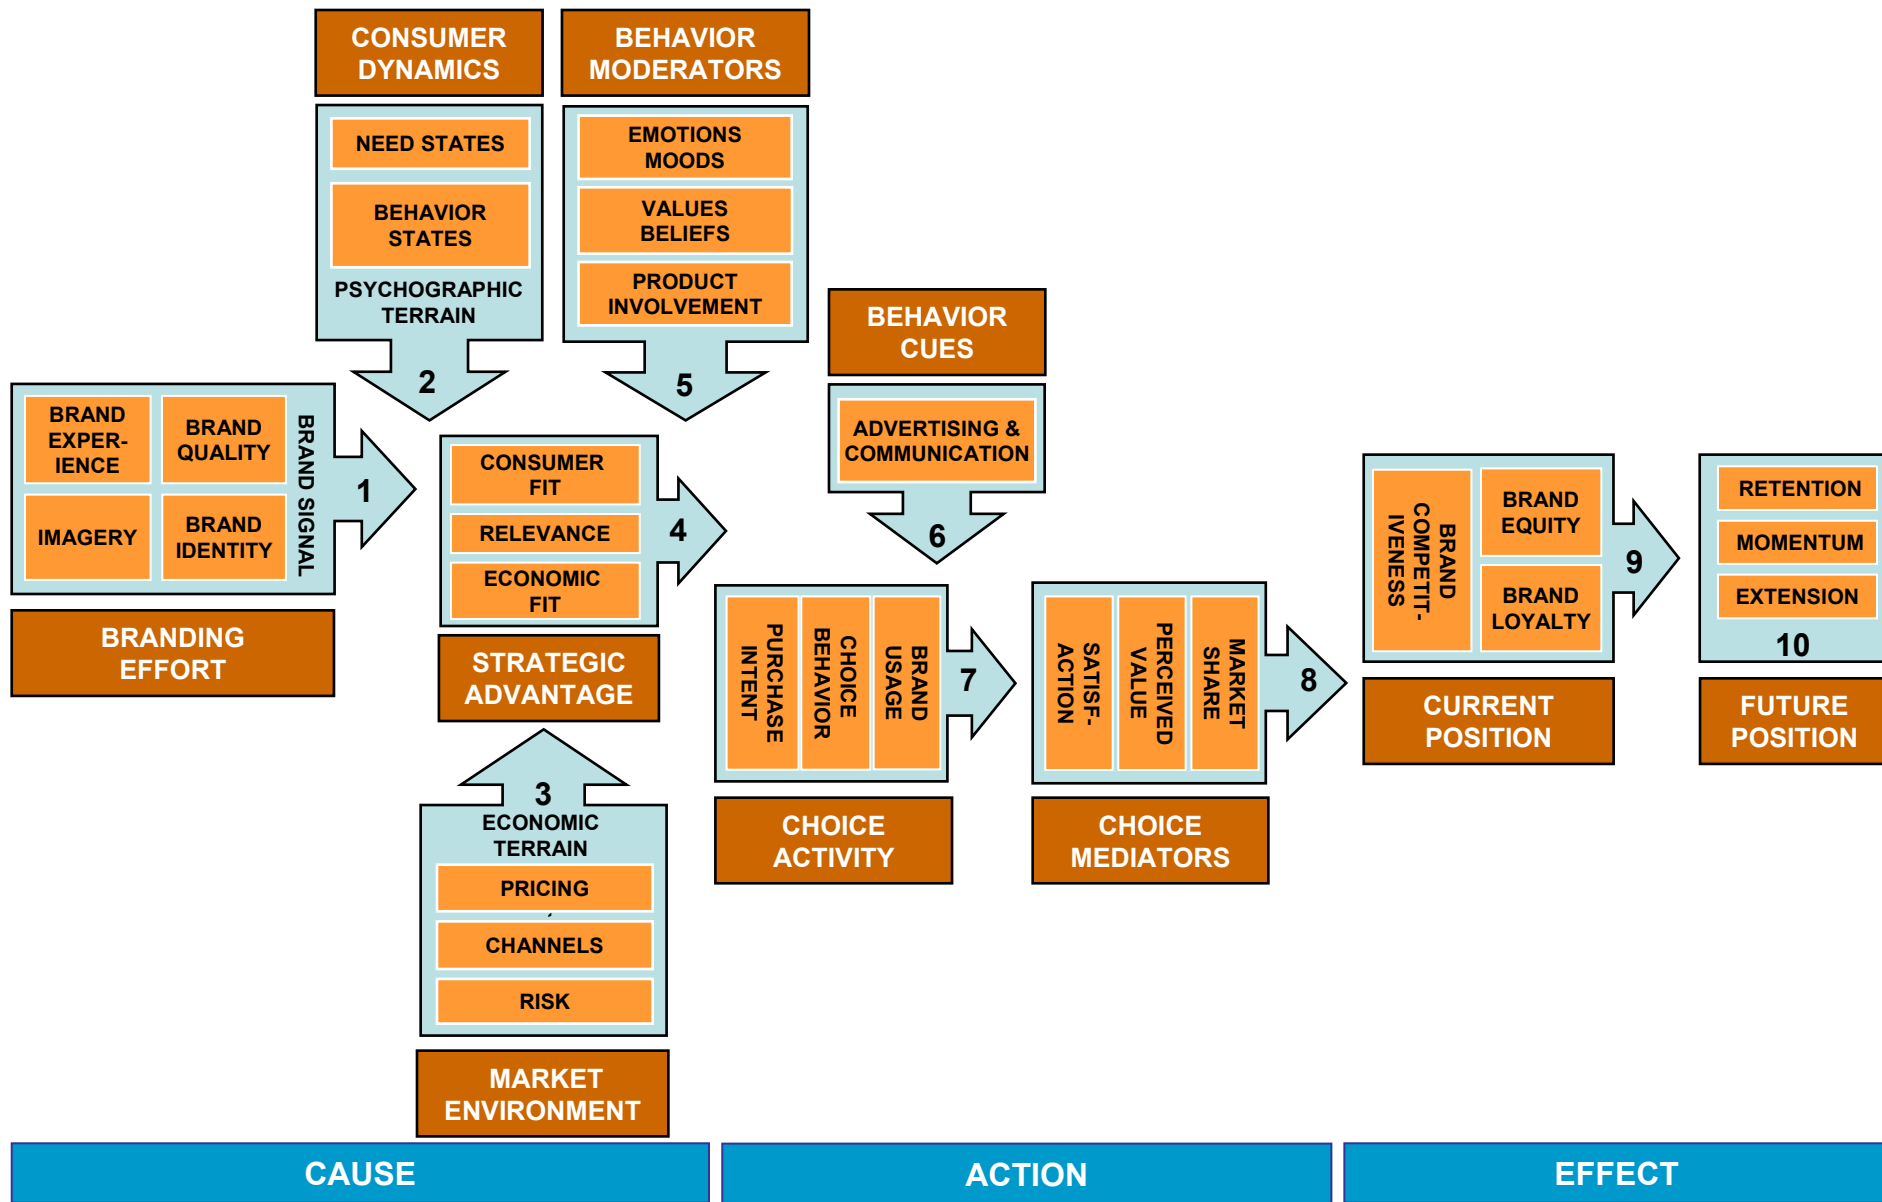 CONSUMER
DYNAMICS
NEED STATES
BEHAVIOR
STATES
PSYCHOGRAPHIC
TERRAIN
2
BEHAVIOR
MODERATORS
EMOTIONS
MOODS
VALUES
BELIEFS
PRODUCT
INVOLVEMENT
5
BEHAVIOR
CUES
ADVERTISING &
COMMUNICATION
6
BRAND
EXPER-
IENCE
BRAND
QUALITY
IMAGERY
BRAND
IDENTITY
BRAND SIGNAL
1
BRANDING
EFFORT
CONSUMER
FIT
RELEVANCE
ECONOMIC
FIT
4
STRATEGIC
ADVANTAGE
3
ECONOMIC
TERRAIN
PRICING
CHANNELS
RISK
MARKET
ENVIRONMENT
PURCHASE
INTENT
CHOICE
BEHAVIOR
BRAND
USAGE
7
CHOICE
ACTIVITY
SATISF-
ACTION
PERCEIVED
VALUE
MARKET
SHARE
8
CHOICE
MEDIATORS
BRAND
COMPETIT-
IVENESS
BRAND
EQUITY
BRAND
LOYALTY
9
CURRENT
POSITION
RETENTION
MOMENTUM
EXTENSION
10
FUTURE
POSITION
CAUSE
ACTION
EFFECT